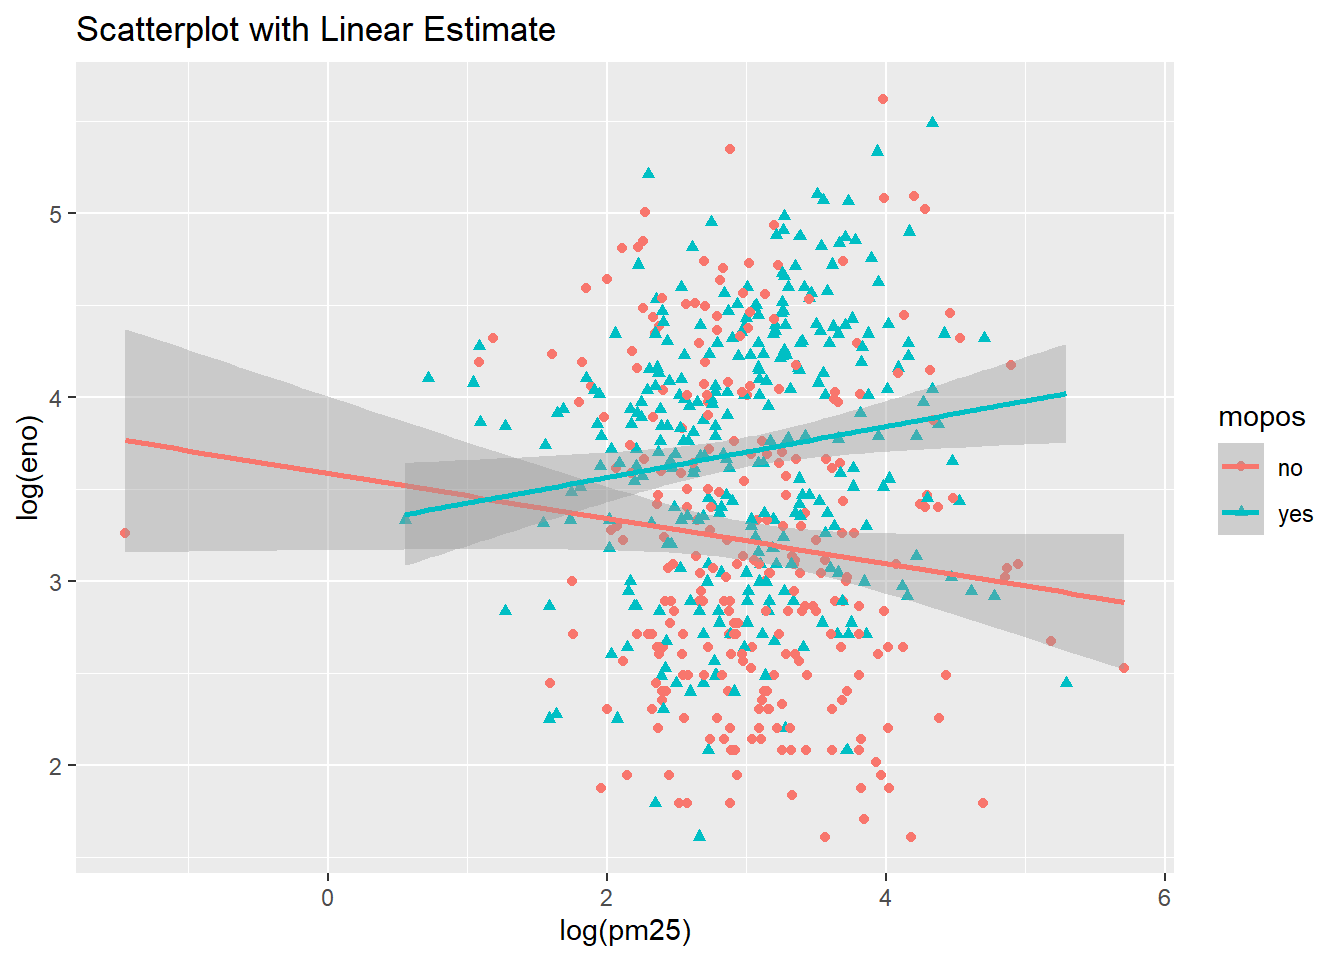 Scatterplot with Linear Estimate
log(eno)
5
4
3
2
0
2
4
6
log(pm25)
mopos
no
yes